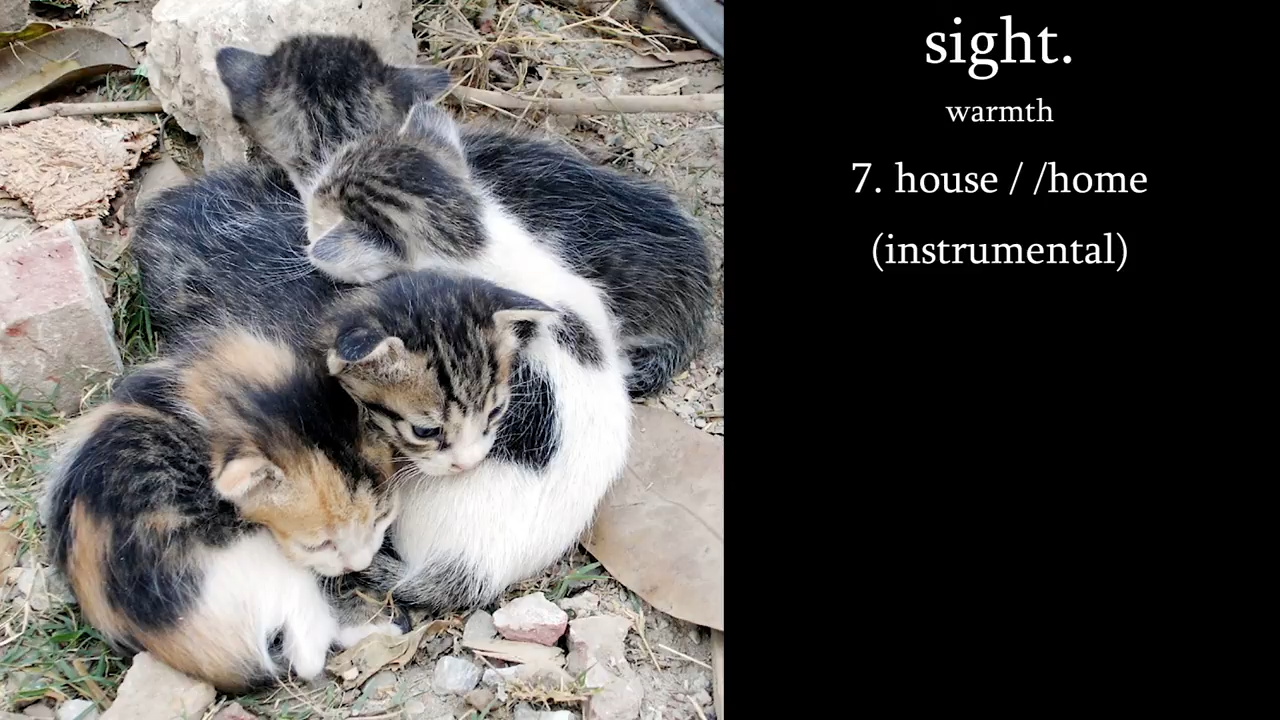 sight.
warmth
7. house / /home
(instrumental)